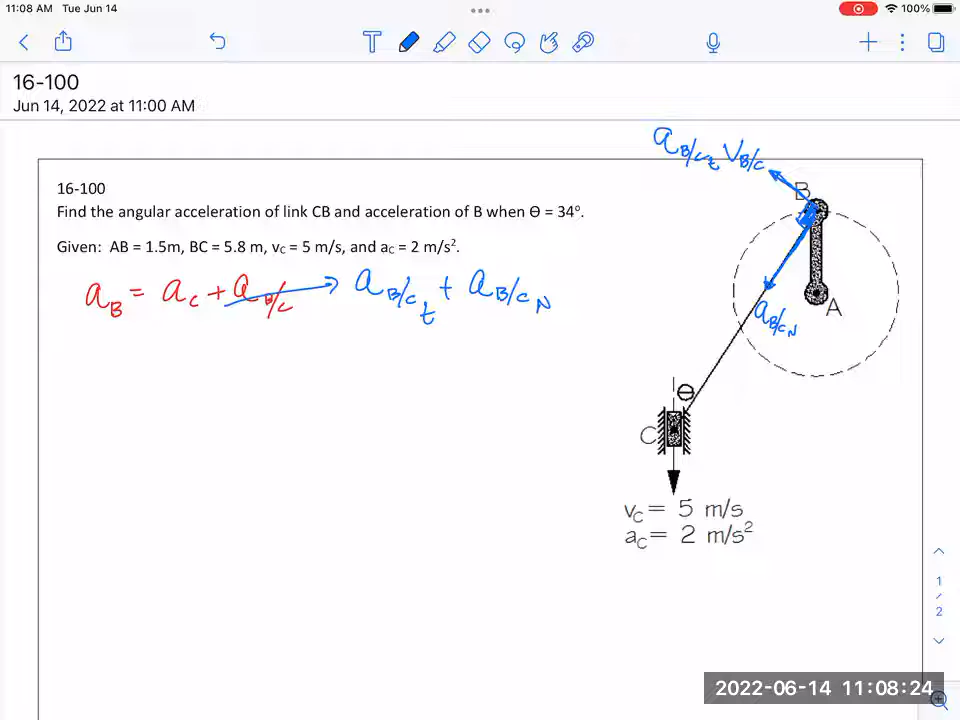 11:08 AM Tue Jun 14
100%
T
16-100
Jun 14, 2022 at 11:00 AM
16-100
Find the angular acceleration of link CB and acceleration of B when Θ = 34º.
Given: AB = 1.5m, BC = 5.8 m, vC = 5 m/s, and aC = 2 m/s².
aB = aC + aB/C → aB/Ct + aB/CN
aB/Ct VB/C
B
A
aB/CN
Θ
C
vC = 5 m/s
aC = 2 m/s²
1
/
2
2022-06-14 11:08:24